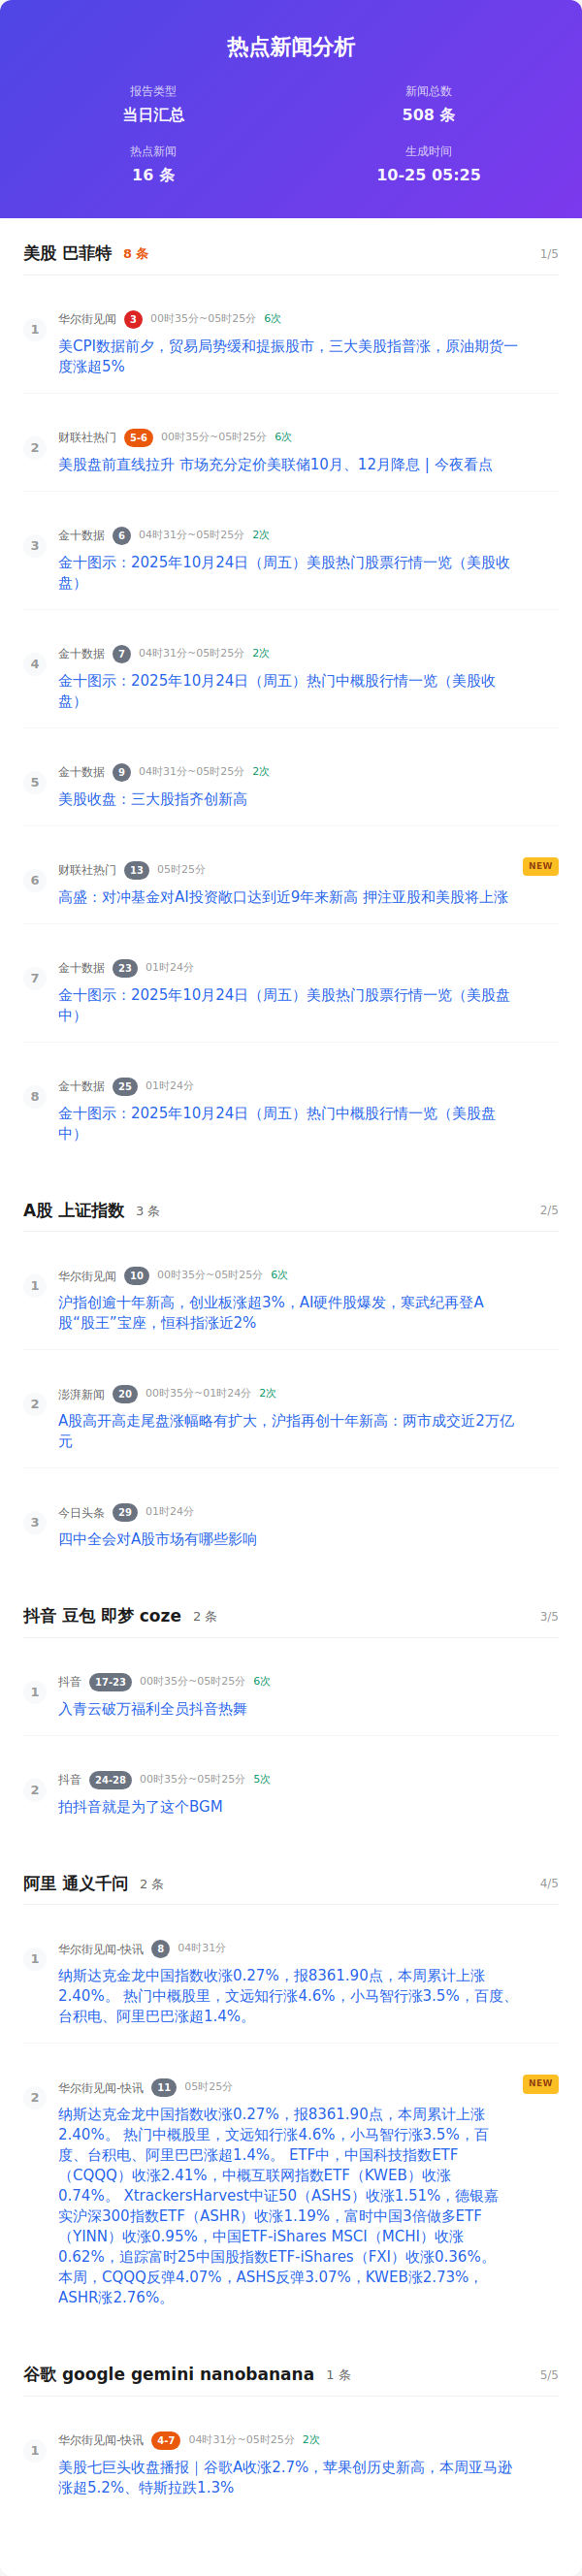 热点新闻分析
报告类型
当日汇总
新闻总数
508 条
热点新闻
16 条
生成时间
10-25 05:25
美股 巴菲特 8 条 1/5
1
华尔街见闻 3 00时35分~05时25分 6次
美CPI数据前夕，贸易局势缓和提振股市，三大美股指普涨，原油期货一
度涨超5%
2
财联社热门 5-6 00时35分~05时25分 6次
美股盘前直线拉升 市场充分定价美联储10月、12月降息 | 今夜看点
3
金十数据 6 04时31分~05时25分 2次
金十图示：2025年10月24日（周五）美股热门股票行情一览（美股收
盘）
4
金十数据 7 04时31分~05时25分 2次
金十图示：2025年10月24日（周五）热门中概股行情一览（美股收
盘）
5
金十数据 9 04时31分~05时25分 2次
美股收盘：三大股指齐创新高
6
财联社热门 13 05时25分 NEW
高盛：对冲基金对AI投资敞口达到近9年来新高 押注亚股和美股将上涨
7
金十数据 23 01时24分
金十图示：2025年10月24日（周五）美股热门股票行情一览（美股盘
中）
8
金十数据 25 01时24分
金十图示：2025年10月24日（周五）热门中概股行情一览（美股盘
中）
A股 上证指数 3 条 2/5
1
华尔街见闻 10 00时35分~05时25分 6次
沪指创逾十年新高，创业板涨超3%，AI硬件股爆发，寒武纪再登A
股“股王”宝座，恒科指涨近2%
2
澎湃新闻 20 00时35分~01时24分 2次
A股高开高走尾盘涨幅略有扩大，沪指再创十年新高：两市成交近2万亿
元
3
今日头条 29 01时24分
四中全会对A股市场有哪些影响
抖音 豆包 即梦 coze 2 条 3/5
1
抖音 17-23 00时35分~05时25分 6次
入青云破万福利全员抖音热舞
2
抖音 24-28 00时35分~05时25分 5次
拍抖音就是为了这个BGM
阿里 通义千问 2 条 4/5
1
华尔街见闻-快讯 8 04时31分
纳斯达克金龙中国指数收涨0.27%，报8361.90点，本周累计上涨
2.40%。 热门中概股里，文远知行涨4.6%，小马智行涨3.5%，百度、
台积电、阿里巴巴涨超1.4%。
2
华尔街见闻-快讯 11 05时25分 NEW
纳斯达克金龙中国指数收涨0.27%，报8361.90点，本周累计上涨
2.40%。 热门中概股里，文远知行涨4.6%，小马智行涨3.5%，百
度、台积电、阿里巴巴涨超1.4%。 ETF中，中国科技指数ETF
（CQQQ）收涨2.41%，中概互联网指数ETF（KWEB）收涨
0.74%。 XtrackersHarvest中证50（ASHS）收涨1.51%，德银嘉
实沪深300指数ETF（ASHR）收涨1.19%，富时中国3倍做多ETF
（YINN）收涨0.95%，中国ETF-iShares MSCI（MCHI）收涨
0.62%，追踪富时25中国股指数ETF-iShares（FXI）收涨0.36%。
本周，CQQQ反弹4.07%，ASHS反弹3.07%，KWEB涨2.73%，
ASHR涨2.76%。
谷歌 google gemini nanobanana 1 条 5/5
1
华尔街见闻-快讯 4-7 04时31分~05时25分 2次
美股七巨头收盘播报｜谷歌A收涨2.7%，苹果创历史新高，本周亚马逊
涨超5.2%、特斯拉跌1.3%